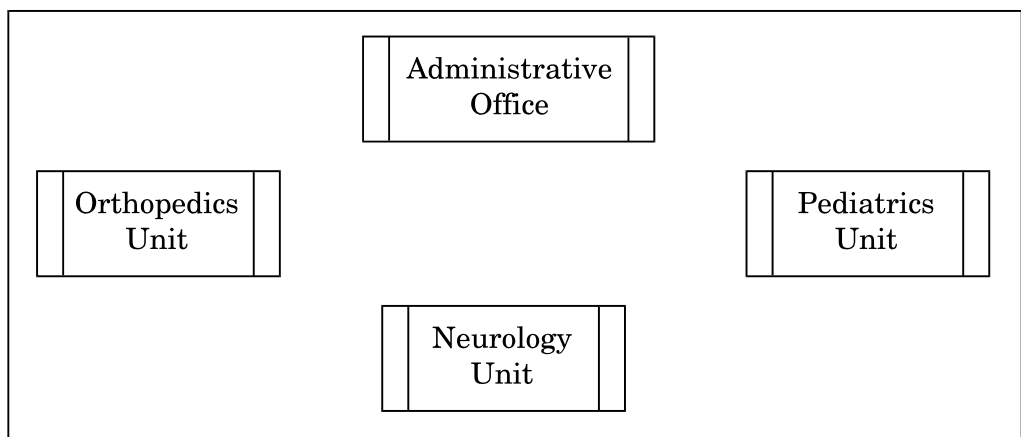 Administrative
Office
Orthopedics
Unit
Pediatrics
Unit
Neurology
Unit